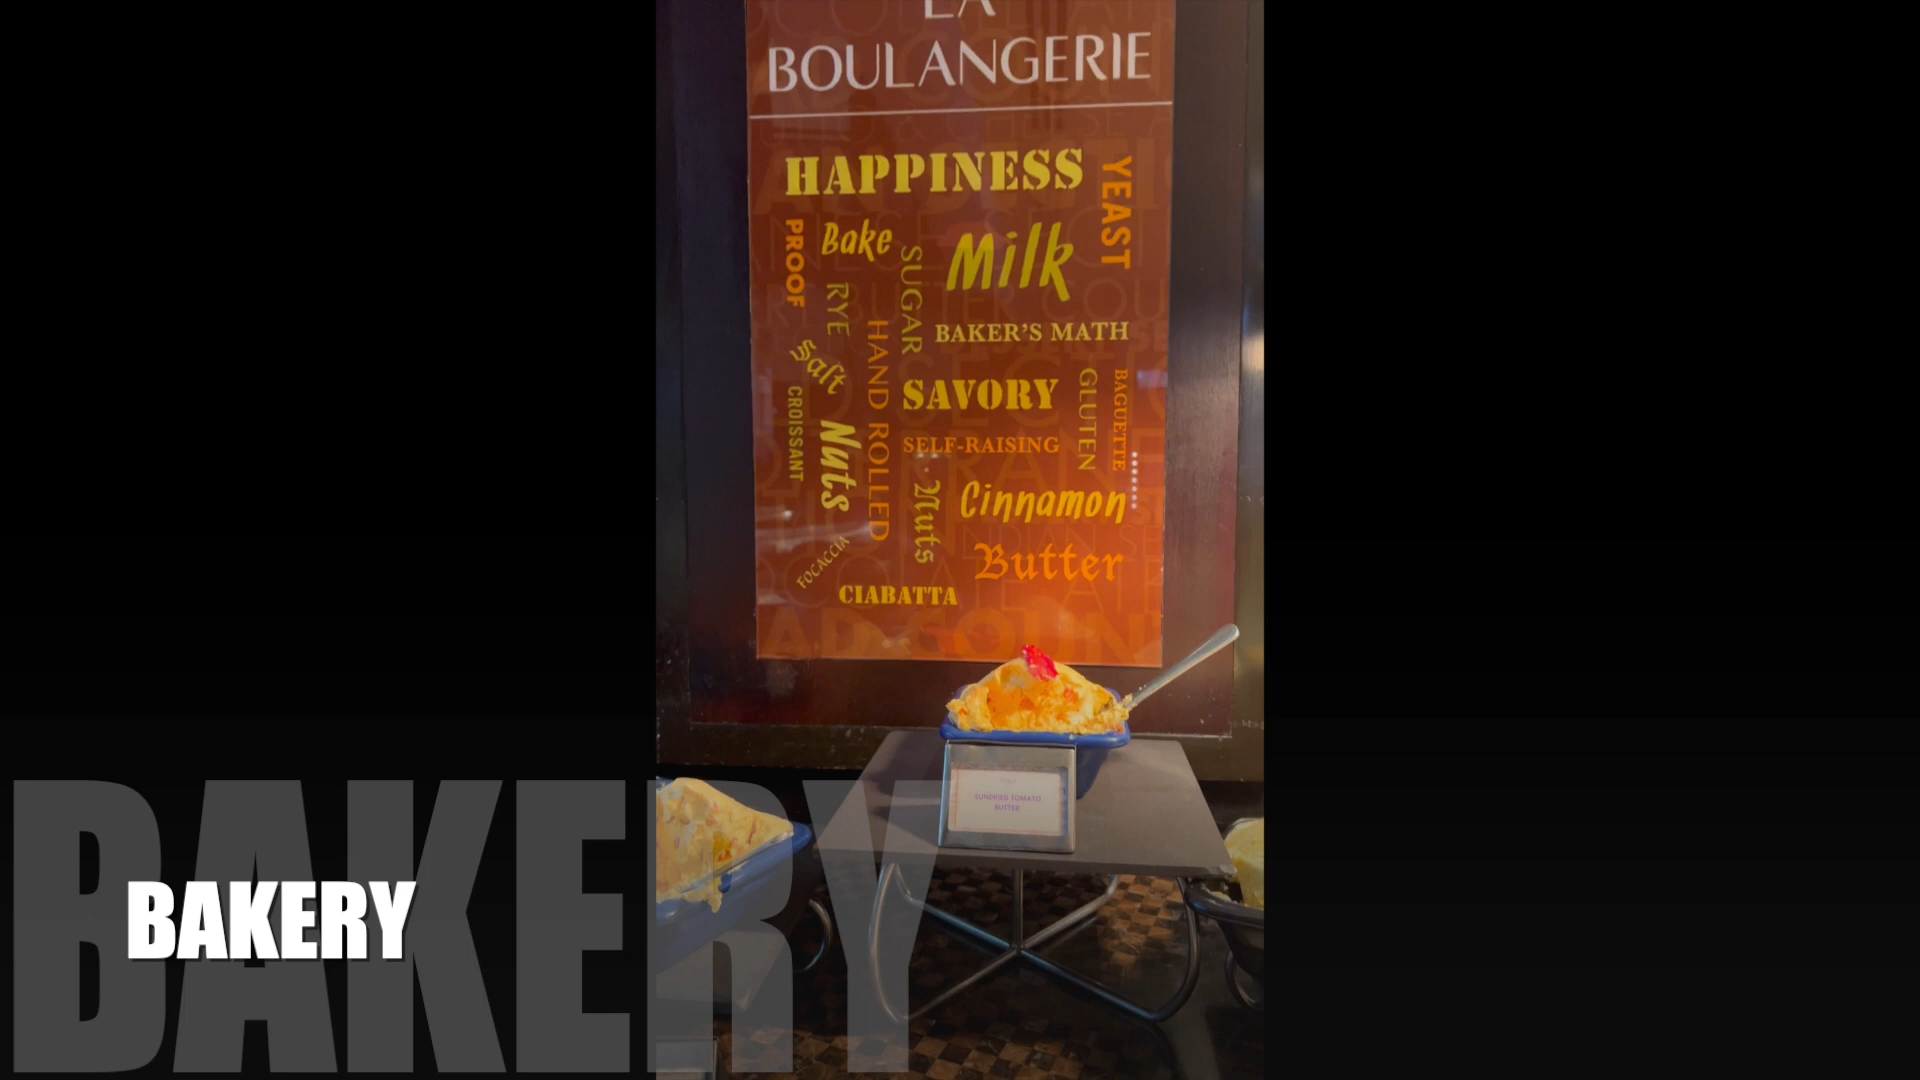 LA
BOULANGERIE
HAPPINESS
YEAST
PROOF
Bake
SUGAR
Milk
RYE
HAND ROLLED
BAKER'S MATH
Salt
SAVORY
GLUTEN
BAGUETTE
CROISSANT
Nuts
SELF-RAISING
Nuts
Cinnamon
FOCACCIA
Butter
CIABATTA
SUNDRIED TOMATO
BUTTER
BAKERY
BAKERY